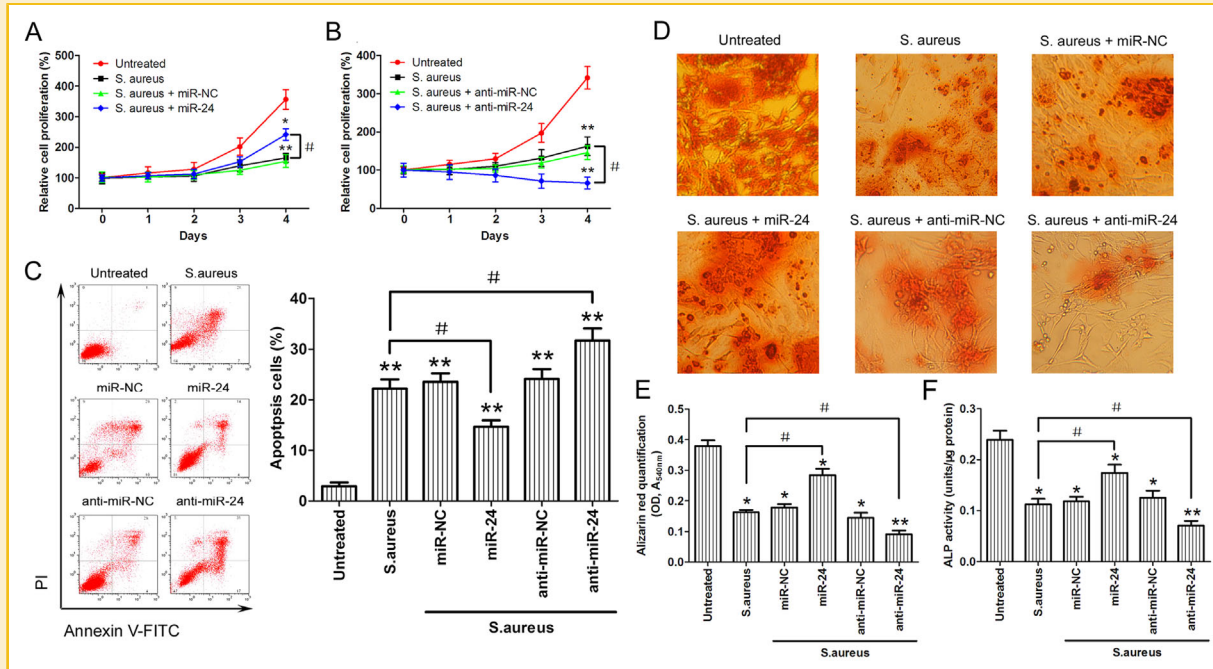 A
Relative cell proliferation (%)
500
400
300
200
100
0
Untreated
S. aureus
S. aureus + miR-NC
S. aureus + miR-24
*
**
#
0 1 2 3 4
Days
B
Relative cell proliferation (%)
400
300
200
100
0
Untreated
S. aureus
S. aureus + anti-miR-NC
S. aureus + anti-miR-24
**
**
#
0 1 2 3 4
Days
C
Untreated S.aureus
miR-NC miR-24
anti-miR-NC anti-miR-24
PI
Annexin V-FITC
Apoptpsis cells (%)
40
30
20
10
0
#
#
** ** ** ** **
Untreated
S.aureus
miR-NC
miR-24
anti-miR-NC
anti-miR-24
S.aureus
D
Untreated S. aureus S. aureus + miR-NC
S. aureus + miR-24 S. aureus + anti-miR-NC S. aureus + anti-miR-24
E
Alizarin red quantification
(OD, A540nm)
0.5
0.4
0.3
0.2
0.1
0.0
#
#
* * * * **
Untreated
S.aureus
miR-NC
miR-24
anti-miR-NC
anti-miR-24
S.aureus
F
ALP activity (units/µg protein)
0.3
0.2
0.1
0.0
#
#
* * * * **
Untreated
S.aureus
miR-NC
miR-24
anti-miR-NC
anti-miR-24
S.aureus